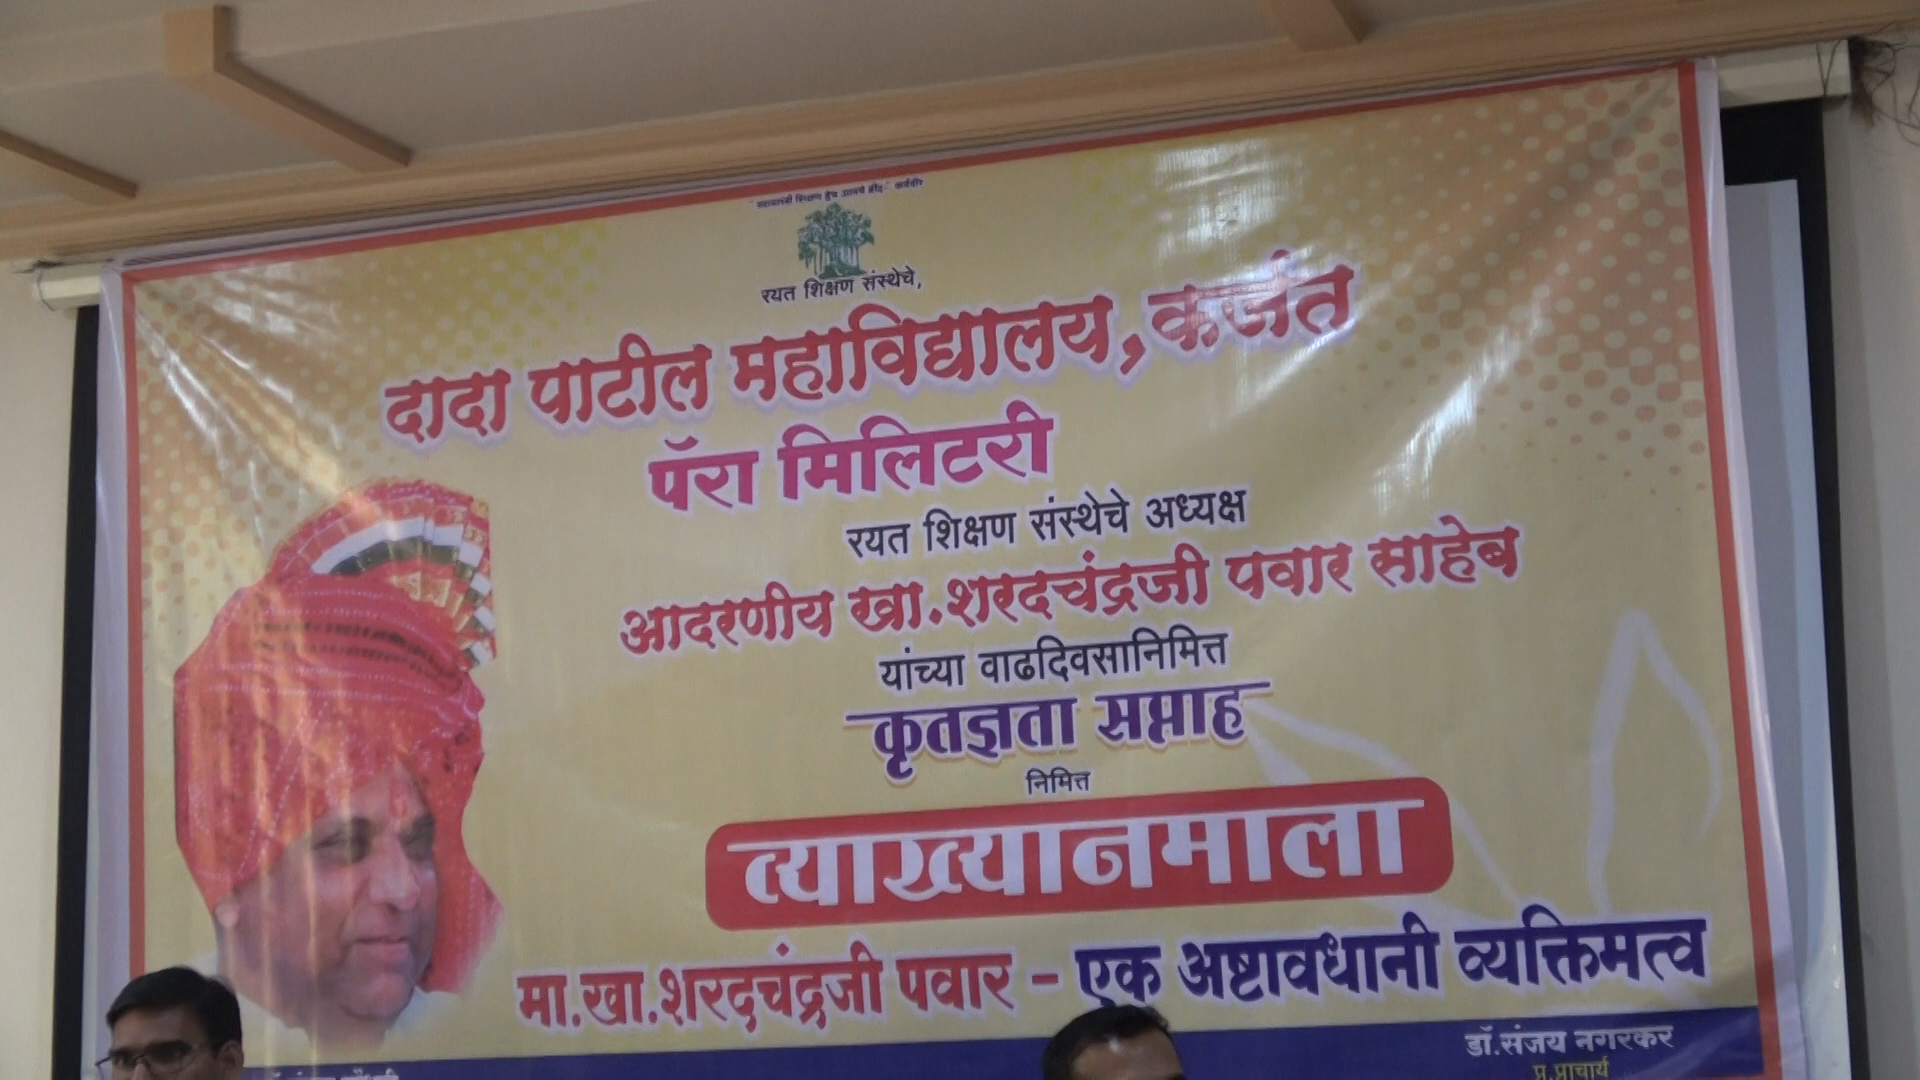 रयत शिक्षण संस्थेचे,
दादा पाटील महाविद्यालय, कर्जत
पॅरा मिलिटरी
रयत शिक्षण संस्थेचे अध्यक्ष
आदरणीय खा.शरदचंद्रजी पवार साहेब
यांच्या वाढदिवसानिमित्त
कृतज्ञता सप्ताह
निमित्त
व्याख्यानमाला
मा.खा.शरदचंद्रजी पवार - एक अष्टावधानी व्यक्तिमत्व
डॉ.संजय नगरकर
प्र.प्राचार्य